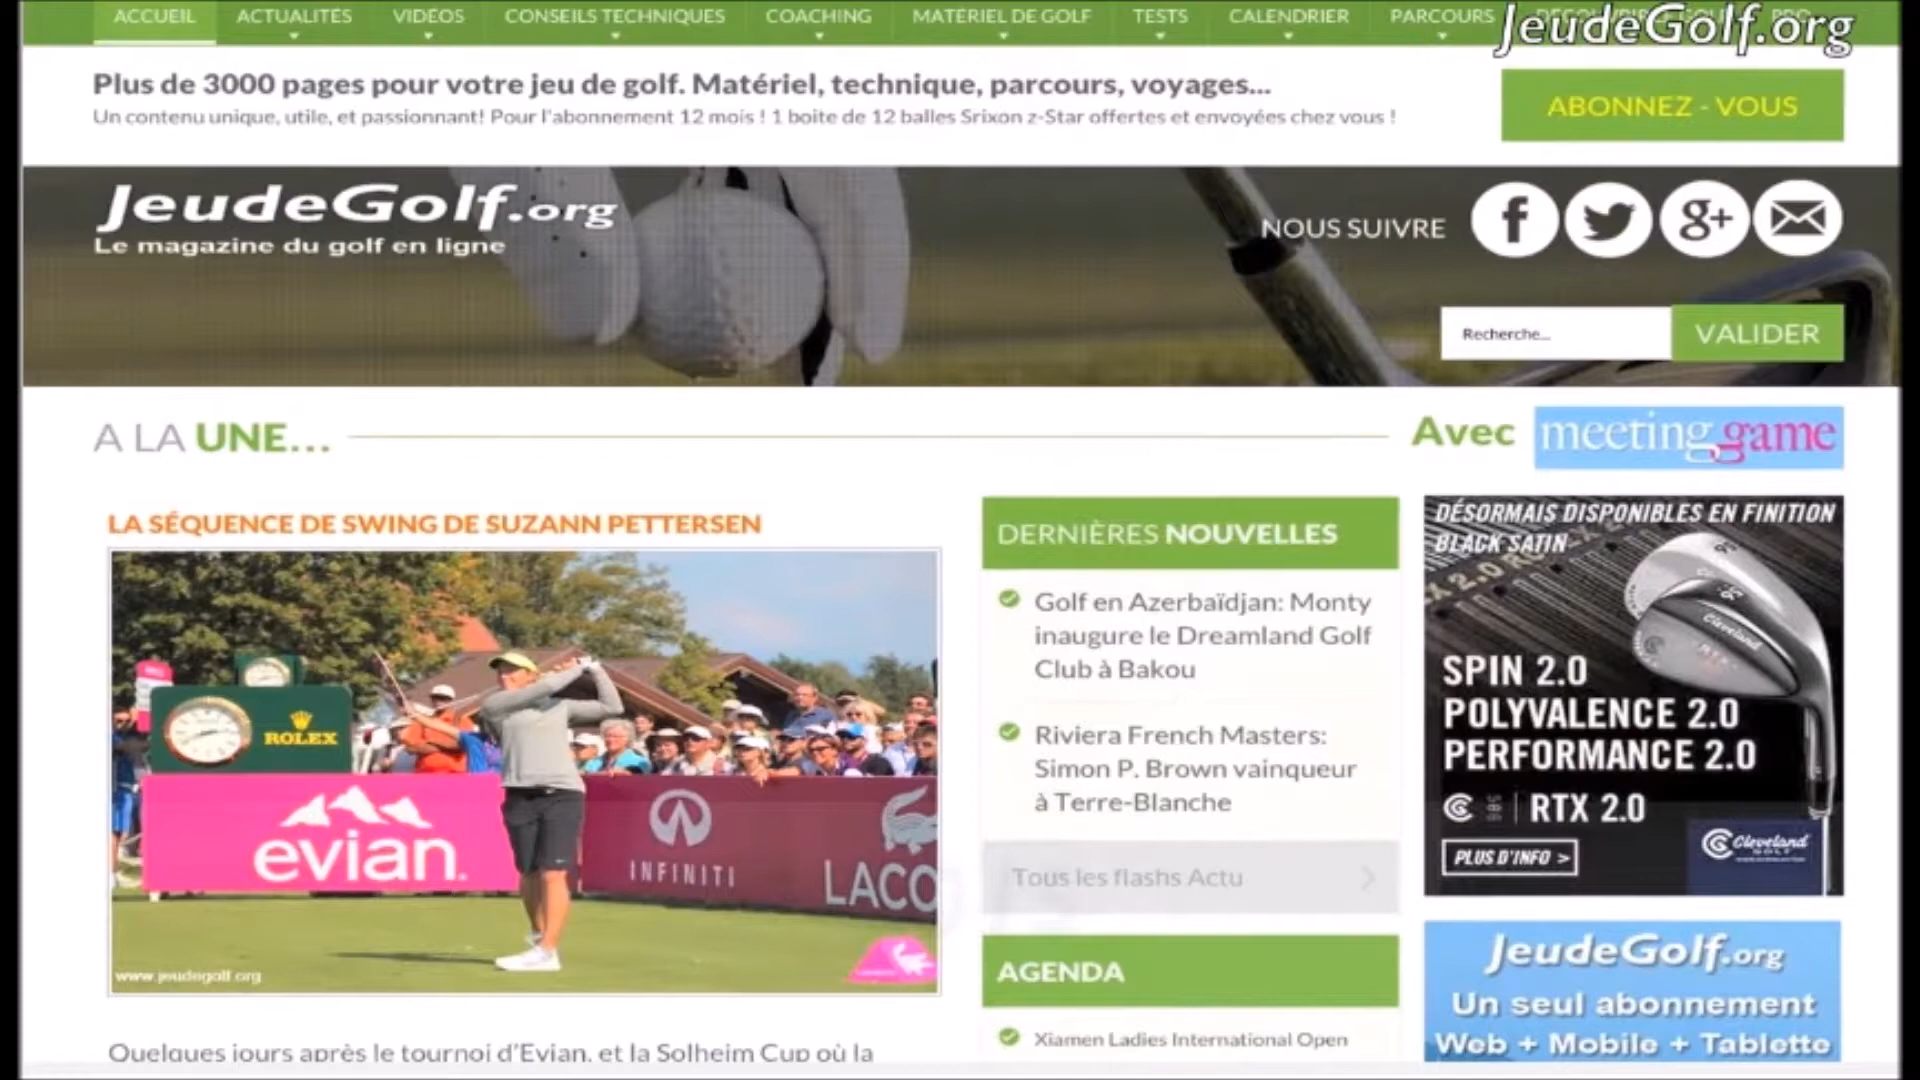 ACCUEIL
ACTUALITÉS
VIDÉOS
CONSEILS TECHNIQUES
COACHING
MATÉRIEL DE GOLF
TESTS
CALENDRIER
PARCOURS
JeudeGolf.org
Plus de 3000 pages pour votre jeu de golf. Matériel, technique, parcours, voyages...
Un contenu unique, utile, et passionnant! Pour l'abonnement 12 mois ! 1 boite de 12 balles Srixon z-Star offertes et envoyées chez vous !
ABONNEZ - VOUS
JeudeGolf.org
Le magazine du golf en ligne
NOUS SUIVRE
f
g+
Recherche...
VALIDER
A LA UNE...
Avec
meeting game
LA SÉQUENCE DE SWING DE SUZANN PETTERSEN
ROLEX
evian.
INFINITI
LACO
www.jeudegolf.org
Quelques jours après le tournoi d'Evian, et la Solheim Cup où la
DERNIÈRES NOUVELLES
Golf en Azerbaïdjan: Monty
inaugure le Dreamland Golf
Club à Bakou
Riviera French Masters:
Simon P. Brown vainqueur
à Terre-Blanche
Tous les flashs Actu
AGENDA
Xiamen Ladies International Open
DÉSORMAIS DISPONIBLES EN FINITION
BLACK SATIN
Cleveland
SPIN 2.0
POLYVALENCE 2.0
PERFORMANCE 2.0
RTX 2.0
PLUS D'INFO >
Cleveland
GOLF
JeudeGolf.org
Un seul abonnement
Web + Mobile + Tablette